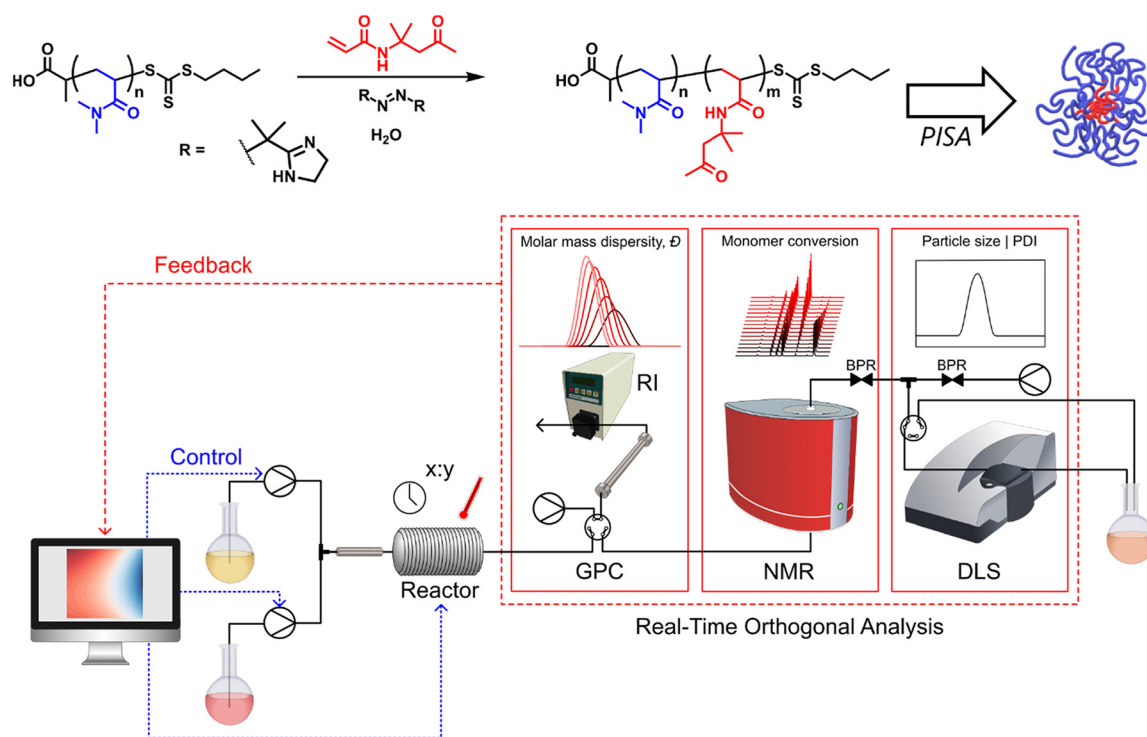 O
HO
n
N
O
S
S
S
O
N
H
O
R
N
N
R
H₂O
R =
N
HN
O
HO
n
N
O
m
HN
O
O
S
S
S
PISA
Feedback
Molar mass dispersity, Đ
Monomer conversion
Particle size | PDI
RI
BPR
BPR
Control
x:y
Reactor
GPC
NMR
DLS
Real-Time Orthogonal Analysis